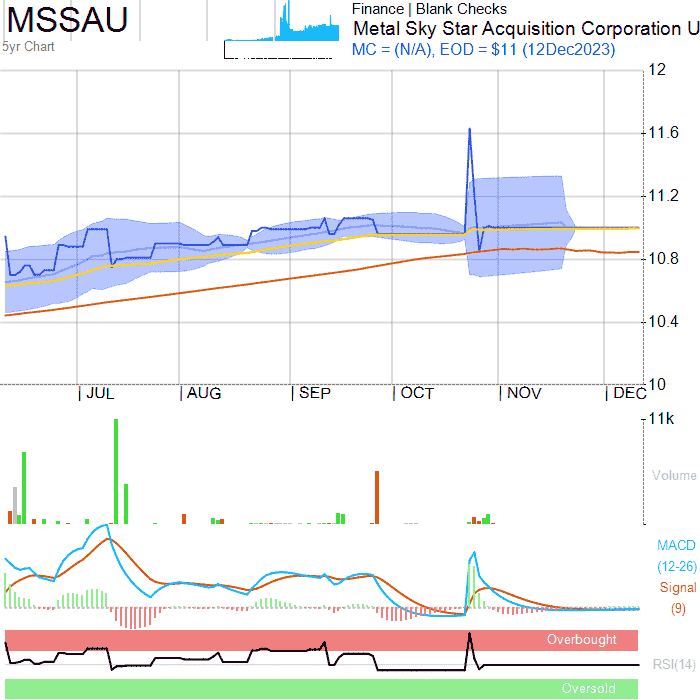 MSSAU
5yr Chart
Finance | Blank Checks
Metal Sky Star Acquisition Corporation U
MC = (N/A), EOD = $11 (12Dec2023)
12
11.6
11.2
10.8
10.4
10
JUL
AUG
SEP
OCT
NOV
DEC
11k
Volume
MACD
(12-26)
Signal
(9)
Overbought
RSI(14)
Oversold